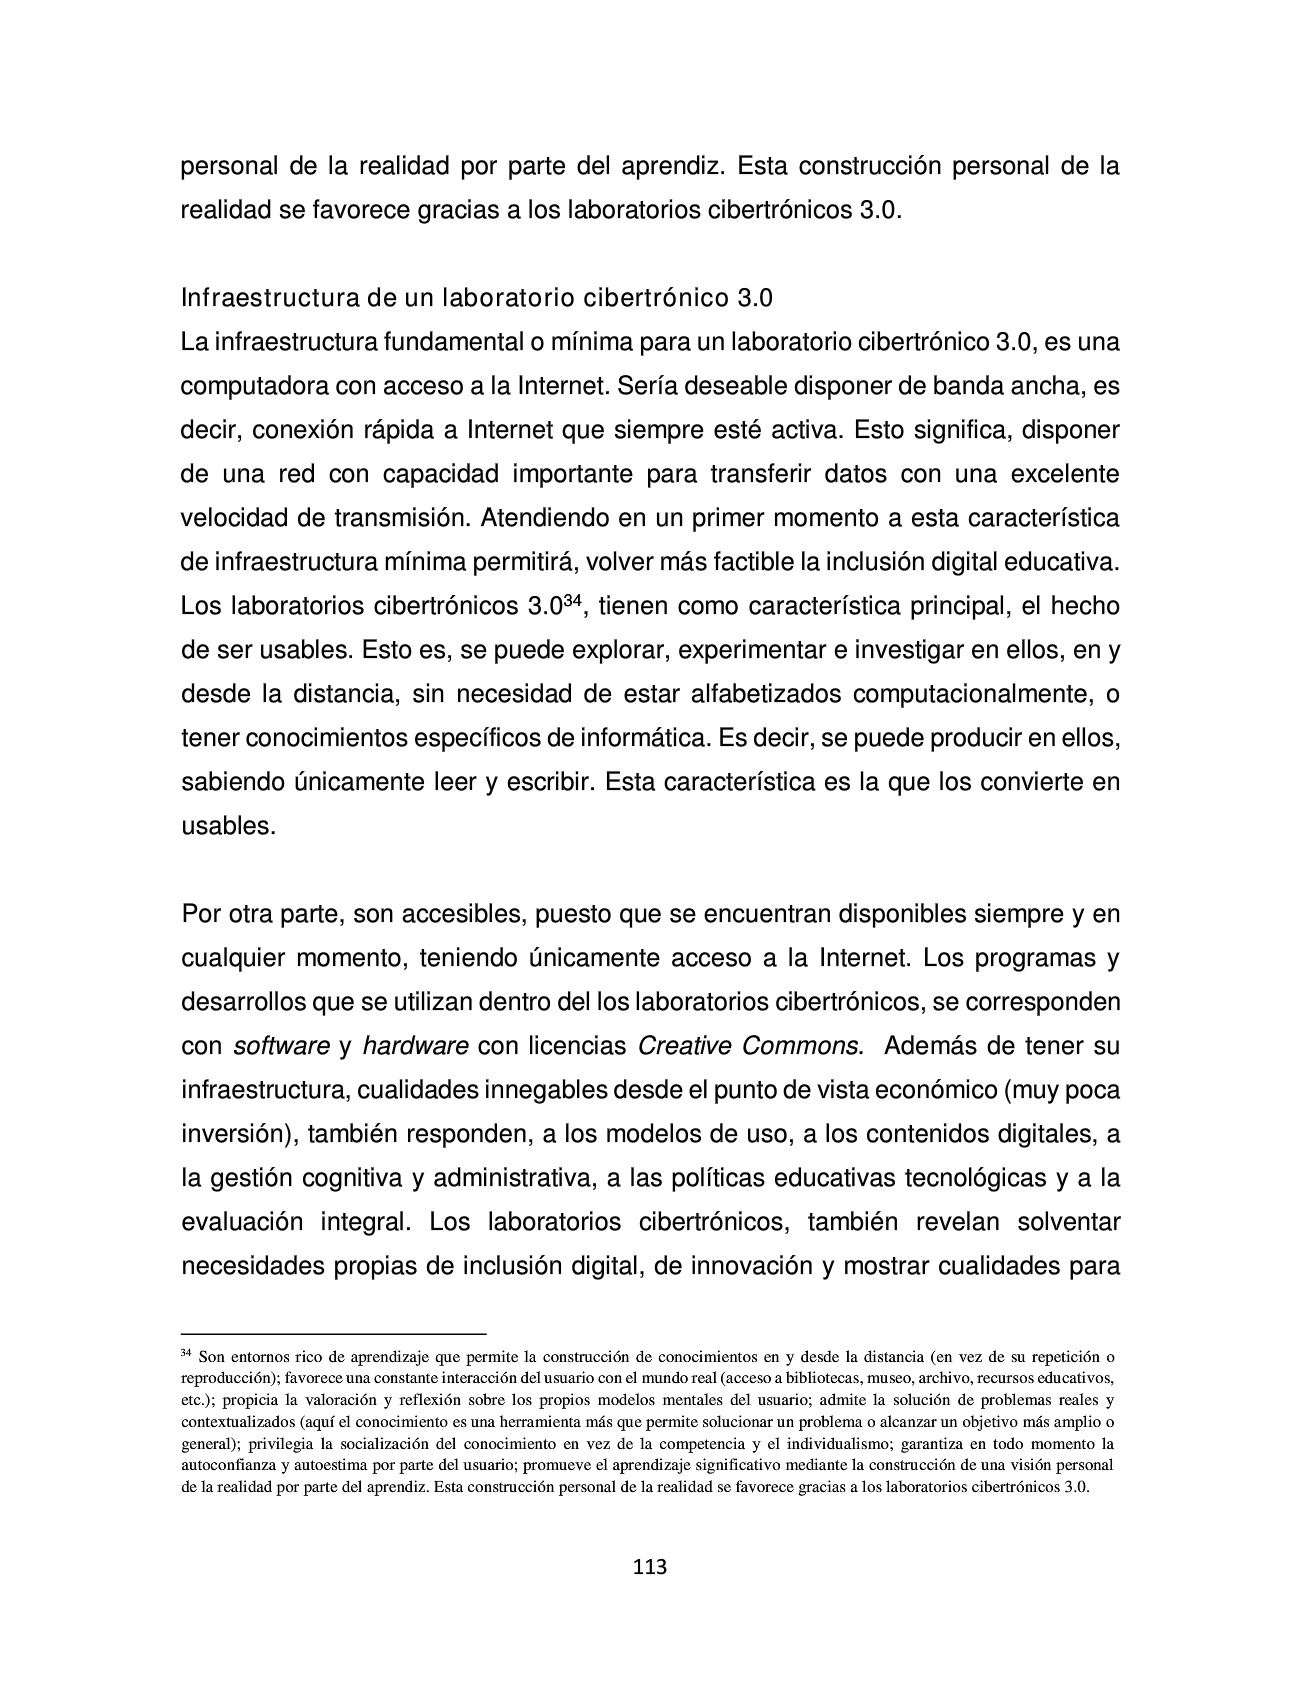 personal de la realidad por parte del aprendiz. Esta construcción personal de la
realidad se favorece gracias a los laboratorios cibertrónicos 3.0.
Infraestructura de un laboratorio cibertrónico 3.0
La infraestructura fundamental o mínima para un laboratorio cibertrónico 3.0, es una
computadora con acceso a la Internet. Sería deseable disponer de banda ancha, es
decir, conexión rápida a Internet que siempre esté activa. Esto significa, disponer
de una red con capacidad importante para transferir datos con una excelente
velocidad de transmisión. Atendiendo en un primer momento a esta característica
de infraestructura mínima permitirá, volver más factible la inclusión digital educativa.
Los laboratorios cibertrónicos 3.0³⁴, tienen como característica principal, el hecho
de ser usables. Esto es, se puede explorar, experimentar e investigar en ellos, en y
desde la distancia, sin necesidad de estar alfabetizados computacionalmente, o
tener conocimientos específicos de informática. Es decir, se puede producir en ellos,
sabiendo únicamente leer y escribir. Esta característica es la que los convierte en
usables.
Por otra parte, son accesibles, puesto que se encuentran disponibles siempre y en
cualquier momento, teniendo únicamente acceso a la Internet. Los programas y
desarrollos que se utilizan dentro del los laboratorios cibertrónicos, se corresponden
con software y hardware con licencias Creative Commons.  Además de tener su
infraestructura, cualidades innegables desde el punto de vista económico (muy poca
inversión), también responden, a los modelos de uso, a los contenidos digitales, a
la gestión cognitiva y administrativa, a las políticas educativas tecnológicas y a la
evaluación integral. Los laboratorios cibertrónicos, también revelan solventar
necesidades propias de inclusión digital, de innovación y mostrar cualidades para
³⁴ Son entornos rico de aprendizaje que permite la construcción de conocimientos en y desde la distancia (en vez de su repetición o
reproducción); favorece una constante interacción del usuario con el mundo real (acceso a bibliotecas, museo, archivo, recursos educativos,
etc.); propicia la valoración y reflexión sobre los propios modelos mentales del usuario; admite la solución de problemas reales y
contextualizados (aquí el conocimiento es una herramienta más que permite solucionar un problema o alcanzar un objetivo más amplio o
general); privilegia la socialización del conocimiento en vez de la competencia y el individualismo; garantiza en todo momento la
autoconfianza y autoestima por parte del usuario; promueve el aprendizaje significativo mediante la construcción de una visión personal
de la realidad por parte del aprendiz. Esta construcción personal de la realidad se favorece gracias a los laboratorios cibertrónicos 3.0.
113